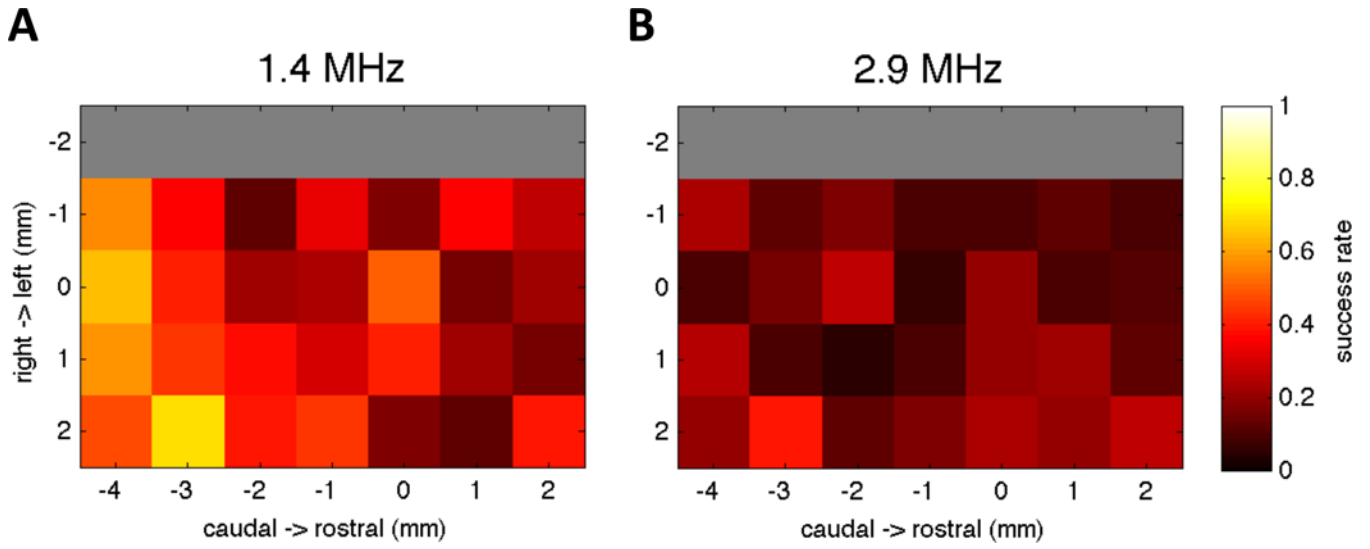 A
B
1.4 MHz
2.9 MHz
-2
-1
0
1
2
right -> left (mm)
-4 -3 -2 -1 0 1 2
caudal -> rostral (mm)
-2
-1
0
1
2
-4 -3 -2 -1 0 1 2
caudal -> rostral (mm)
1
0.8
0.6
0.4
0.2
0
success rate